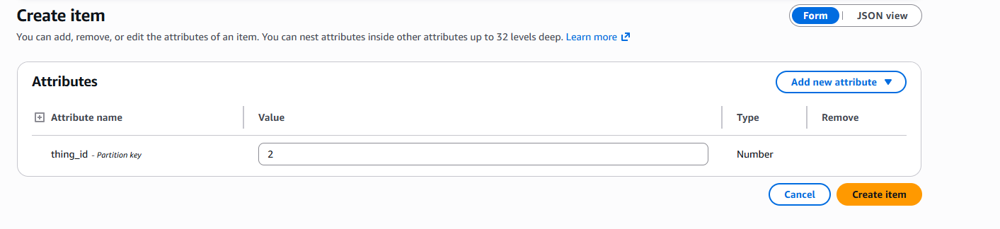 Create item
Form | JSON view
You can add, remove, or edit the attributes of an item. You can nest attributes inside other attributes up to 32 levels deep. Learn more
Attributes
Add new attribute
Attribute name Value Type Remove
thing_id - Partition key 2 Number
Cancel Create item